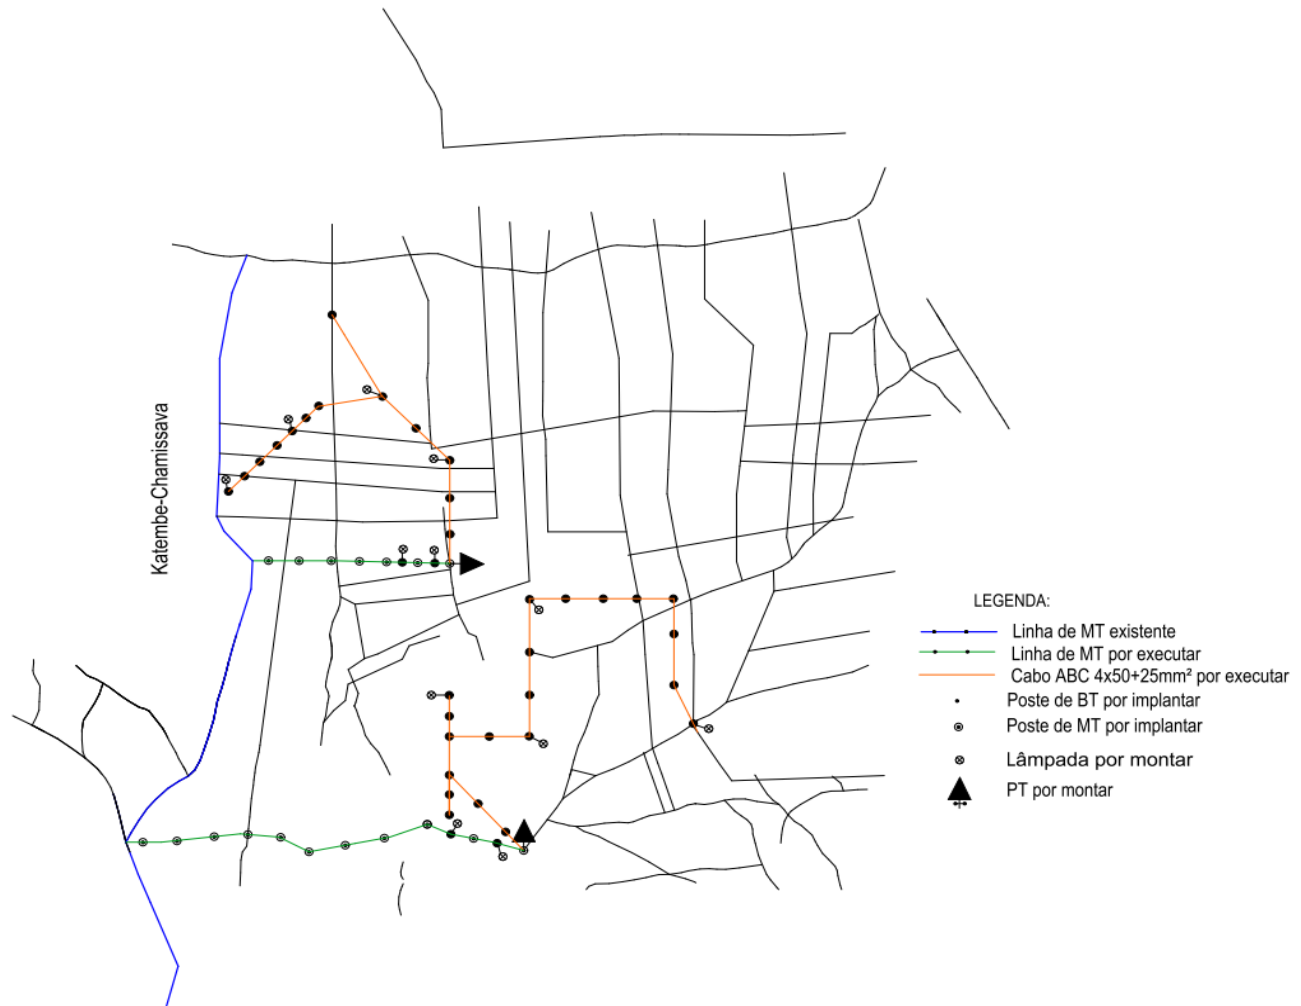 Katembe-Chamissava
LEGENDA:
Linha de MT existente
Linha de MT por executar
Cabo ABC 4x50+25mm² por executar
Poste de BT por implantar
Poste de MT por implantar
Lâmpada por montar
PT por montar